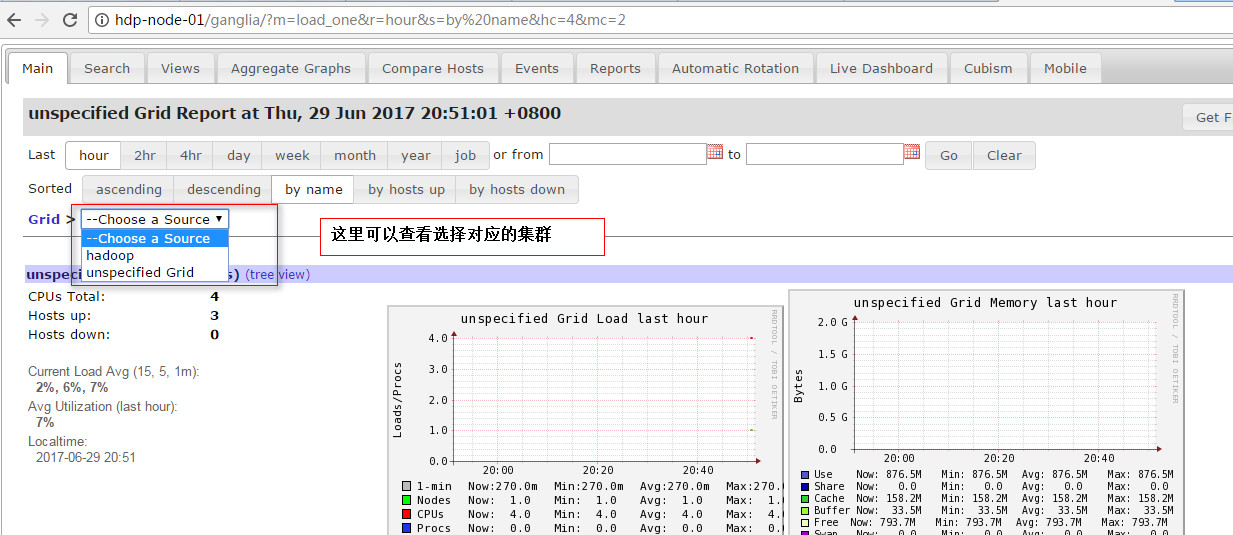 hdp-node-01/ganglia/?m=load_one&r=hour&s=by%20name&hc=4&mc=2
Main Search Views Aggregate Graphs Compare Hosts Events Reports Automatic Rotation Live Dashboard Cubism Mobile
unspecified Grid Report at Thu, 29 Jun 2017 20:51:01 +0800
Get F
Last hour 2hr 4hr day week month year job or from to Go Clear
Sorted ascending descending by name by hosts up by hosts down
Grid > --Choose a Source
--Choose a Source
hadoop
unspecified Grid
这里可以查看选择对应的集群
unspeci s) (tree view)
CPUs Total: 4
Hosts up: 3
Hosts down: 0
Current Load Avg (15, 5, 1m):
2%, 6%, 7%
Avg Utilization (last hour):
7%
Localtime:
2017-06-29 20:51
unspecified Grid Load last hour
RRDTOOL / TOBI OETIKER
Loads/Procs
4.0
3.0
2.0
1.0
0.0
20:00 20:20 20:40
1-min Now:270.0m Min:270.0m Avg:270.0m Max:270.
Nodes Now: 1.0 Min: 1.0 Avg: 1.0 Max: 1.
CPUs Now: 4.0 Min: 4.0 Avg: 4.0 Max: 4.
Procs Now: 0.0 Min: 0.0 Avg: 0.0 Max: 0.
unspecified Grid Memory last hour
RRDTOOL / TOBI OETIKER
Bytes
2.0 G
1.5 G
1.0 G
0.5 G
0.0
20:00 20:20 20:40
Use Now: 876.5M Min: 876.5M Avg: 876.5M Max: 876.5M
Share Now: 0.0 Min: 0.0 Avg: 0.0 Max: 0.0
Cache Now: 158.2M Min: 158.2M Avg: 158.2M Max: 158.2M
Buffer Now: 33.5M Min: 33.5M Avg: 33.5M Max: 33.5M
Free Now: 793.7M Min: 793.7M Avg: 793.7M Max: 793.7M
Swap Now: 0.0 Min: 0.0 Avg: 0.0 Max: 0.0